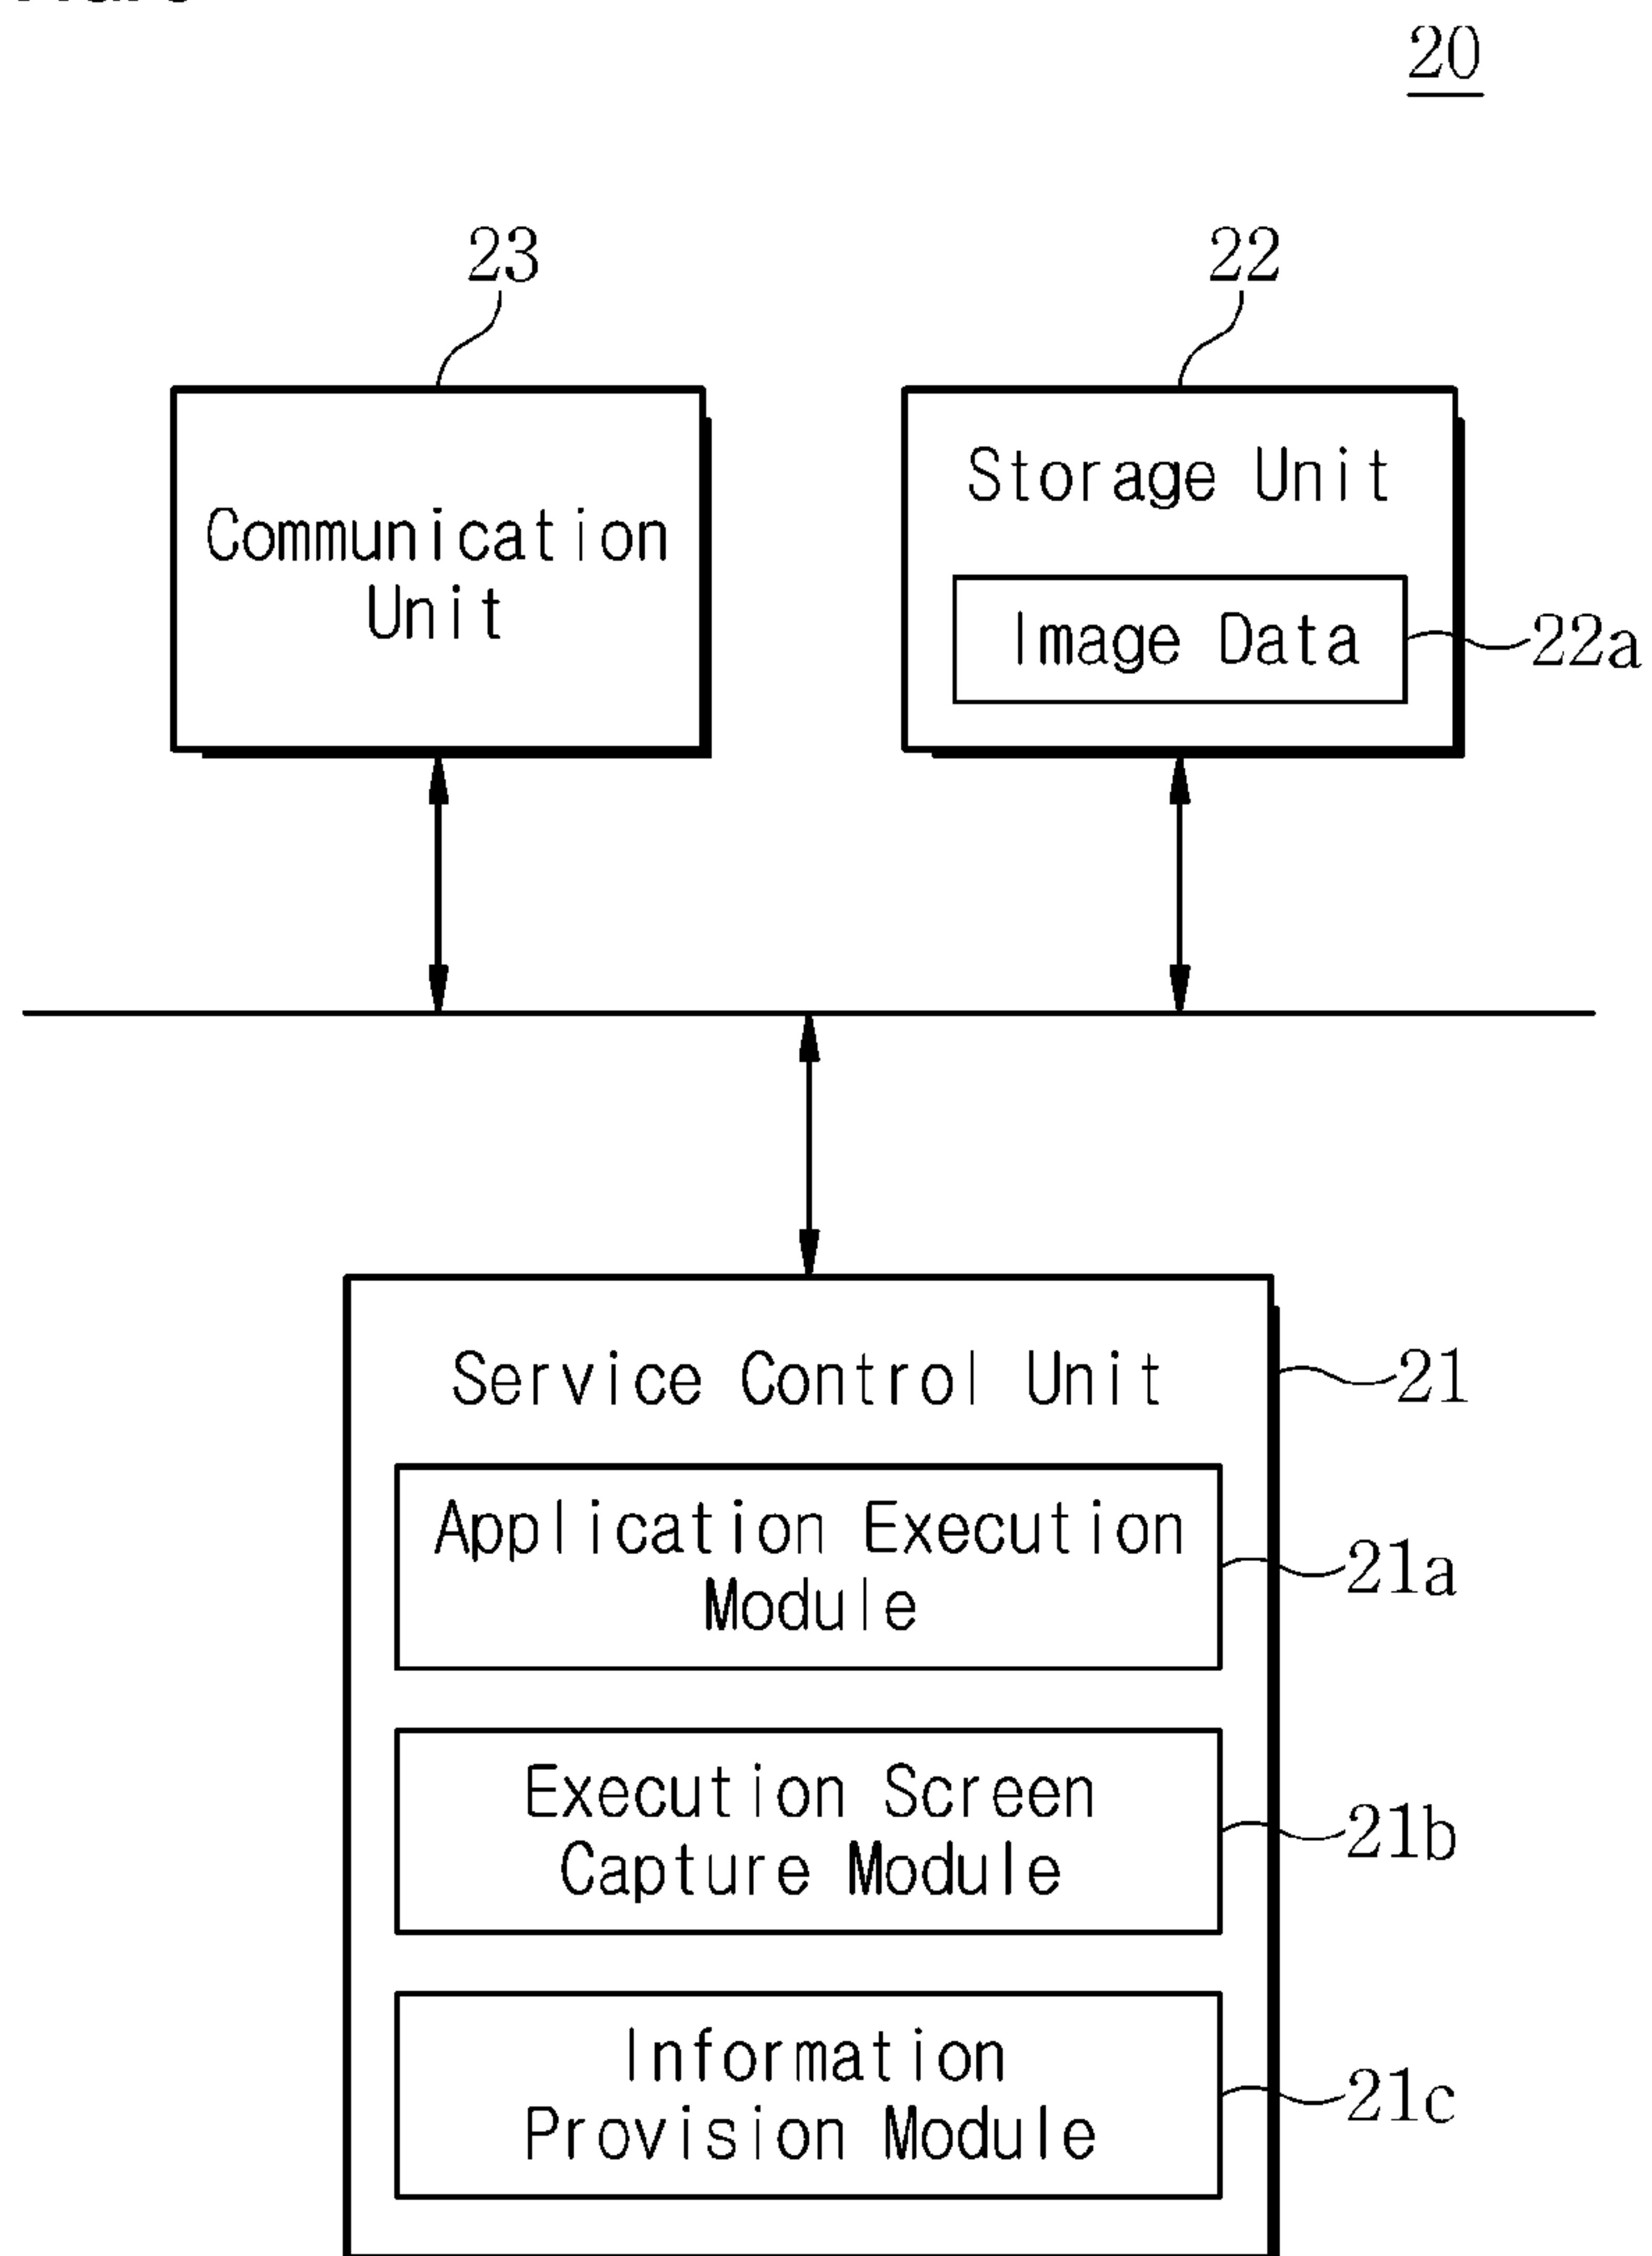 20
23
22
Communication
Unit
Storage Unit
Image Data
22a
Service Control Unit
21
Application Execution
Module
21a
Execution Screen
Capture Module
21b
Information
Provision Module
21c